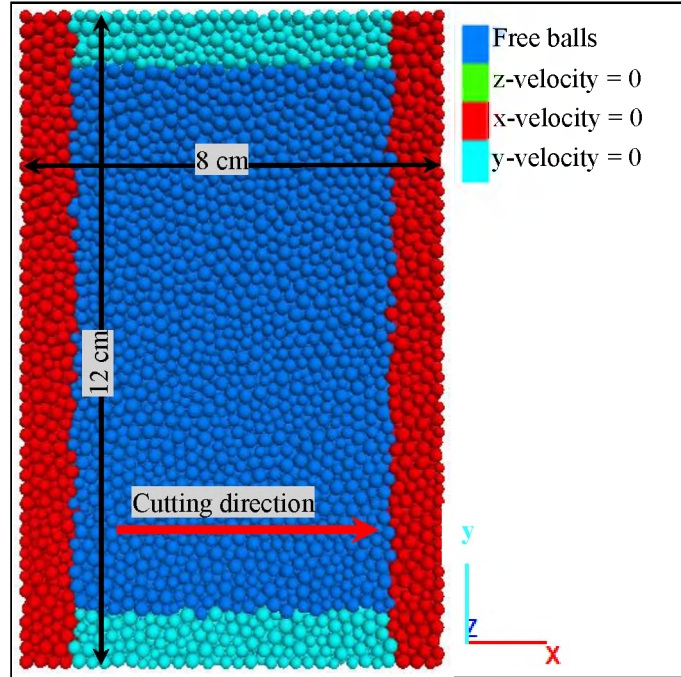 Free balls
z-velocity = 0
x-velocity = 0
y-velocity = 0
8 cm
12 cm
Cutting direction
y
Z
X